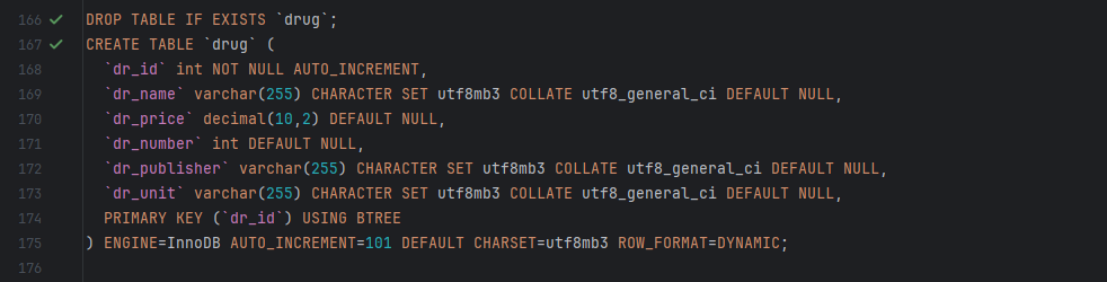 166 DROP TABLE IF EXISTS `drug`;
167 CREATE TABLE `drug` (
168 `dr_id` int NOT NULL AUTO_INCREMENT,
169 `dr_name` varchar(255) CHARACTER SET utf8mb3 COLLATE utf8_general_ci DEFAULT NULL,
170 `dr_price` decimal(10,2) DEFAULT NULL,
171 `dr_number` int DEFAULT NULL,
172 `dr_publisher` varchar(255) CHARACTER SET utf8mb3 COLLATE utf8_general_ci DEFAULT NULL,
173 `dr_unit` varchar(255) CHARACTER SET utf8mb3 COLLATE utf8_general_ci DEFAULT NULL,
174 PRIMARY KEY (`dr_id`) USING BTREE
175 ) ENGINE=InnoDB AUTO_INCREMENT=101 DEFAULT CHARSET=utf8mb3 ROW_FORMAT=DYNAMIC;
176